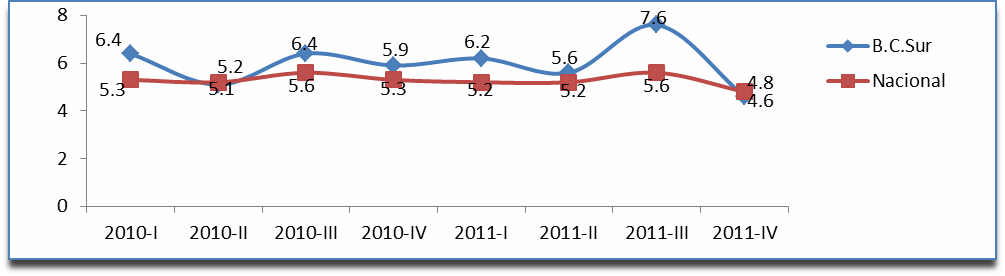 8
6
4
2
0
6.4 5.1 6.4 5.9 6.2 5.6 7.6 4.6
5.3 5.2 5.6 5.3 5.2 5.2 5.6 4.8
2010-I 2010-II 2010-III 2010-IV 2011-I 2011-II 2011-III 2011-IV
B.C.Sur
Nacional